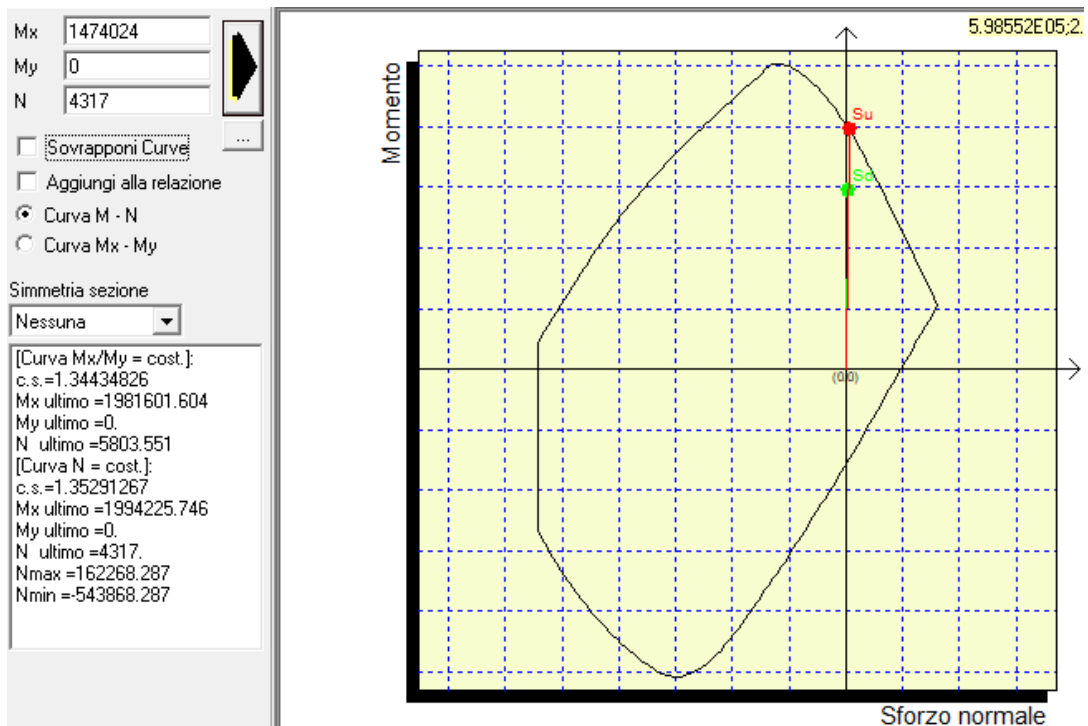 Mx 1474024
My 0
N 4317
...
Sovrapponi Curve
Aggiungi alla relazione
Curva M - N
Curva Mx - My
Simmetria sezione
Nessuna
[Curva Mx/My = cost.]:
c.s.=1.34434826
Mx ultimo =1981601.604
My ultimo =0.
N ultimo =5803.551
[Curva N = cost.]:
c.s.=1.35291267
Mx ultimo =1994225.746
My ultimo =0.
N ultimo =4317.
Nmax =162268.287
Nmin =-543868.287
5.98552E05;2.
Momento
Su
Sd
(0,0)
Sforzo normale